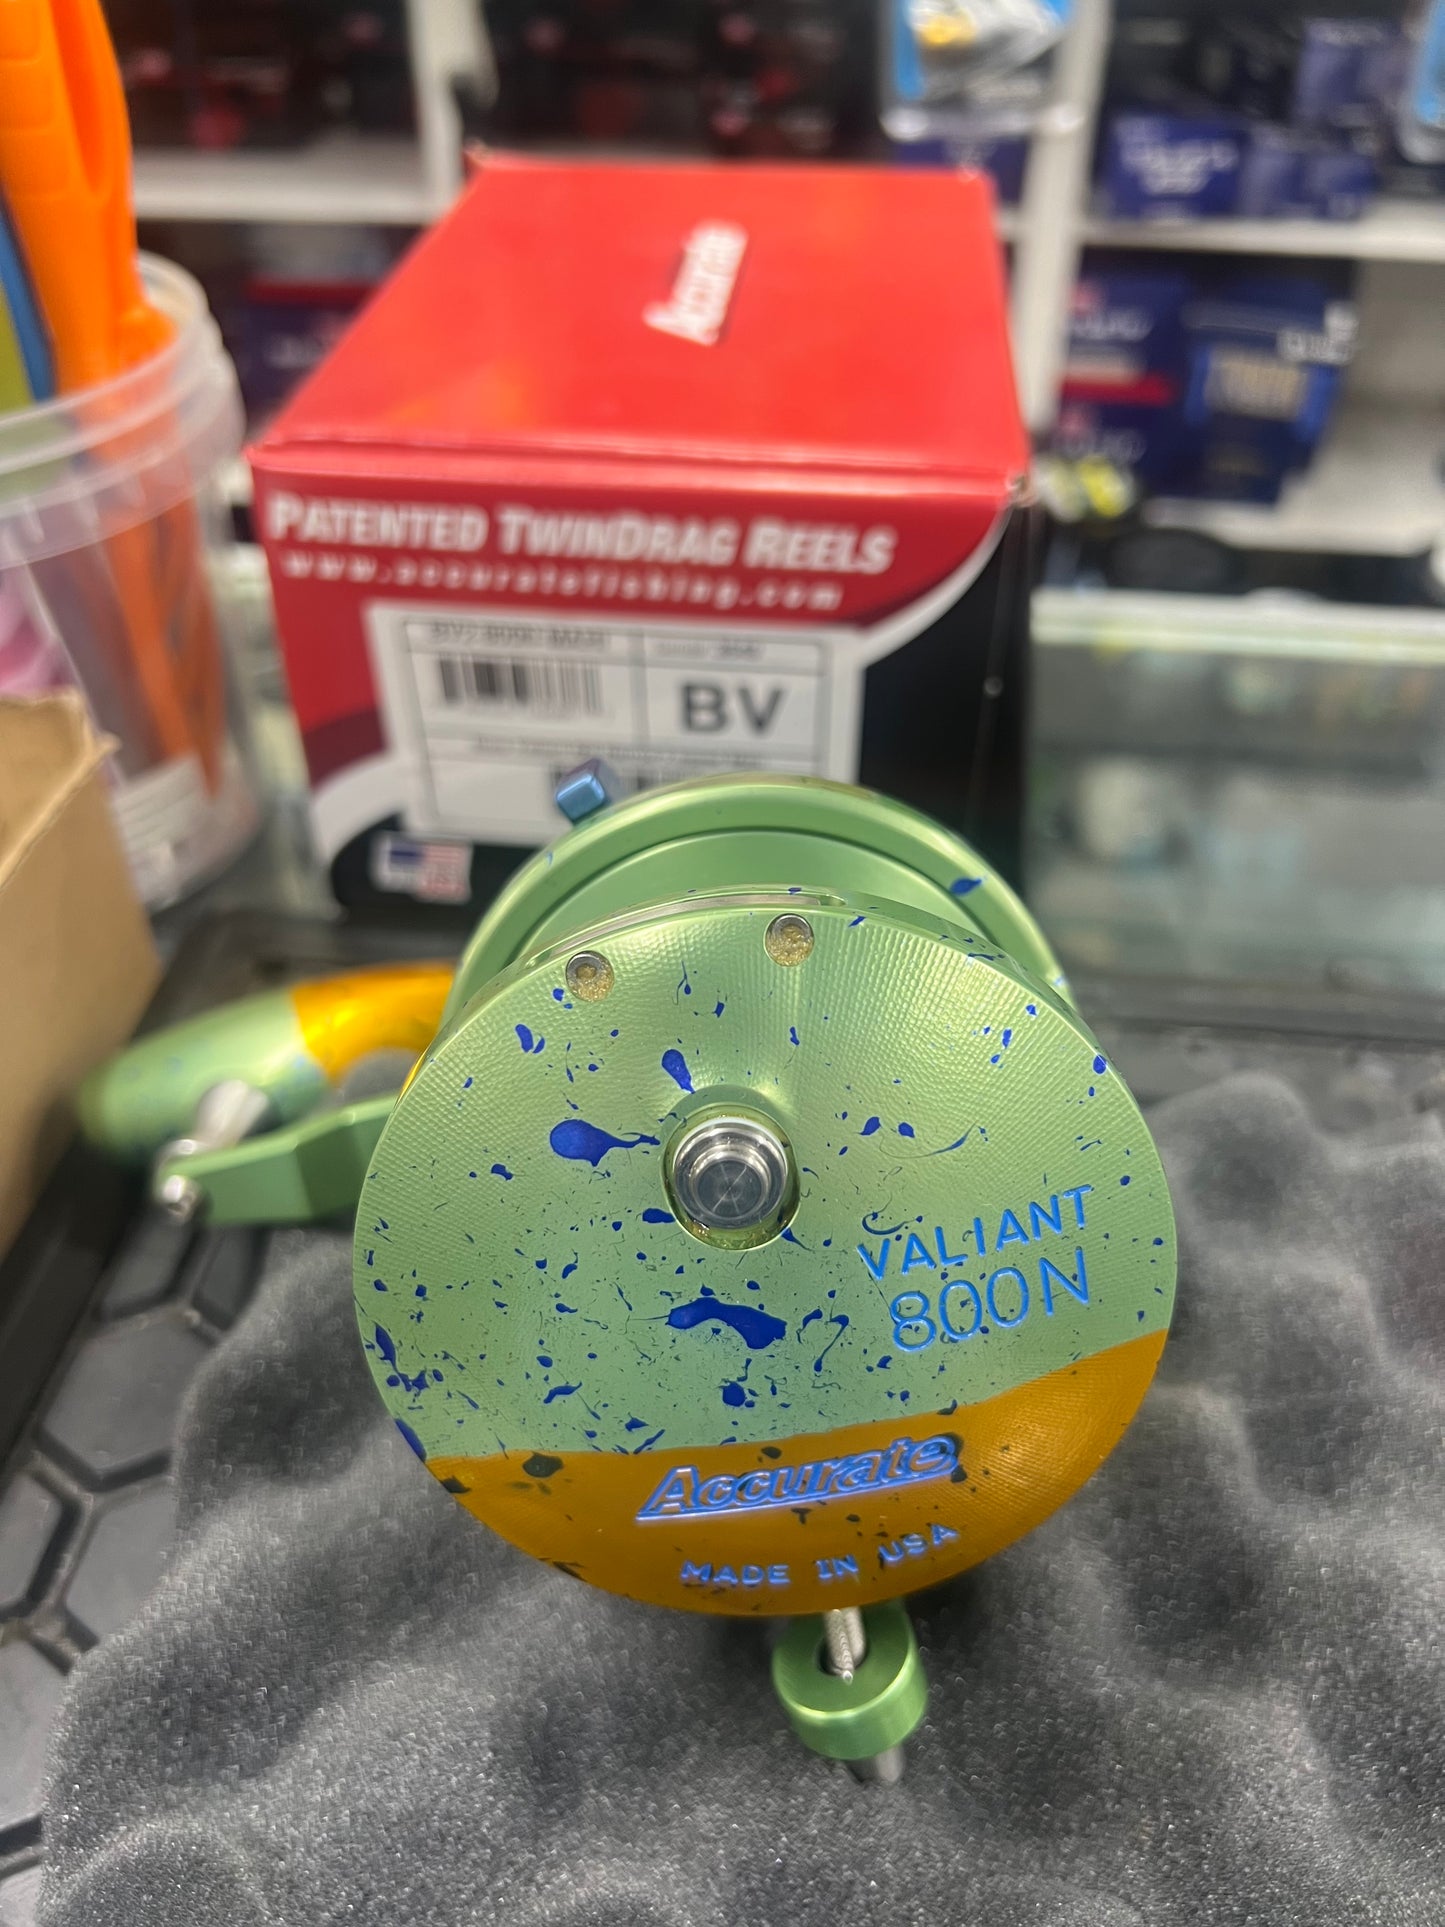 Accurate
PATENTED TWINDRAG REELS
www.accuratefishing.com
BV
VALIANT
800N
Accurate
MADE IN USA